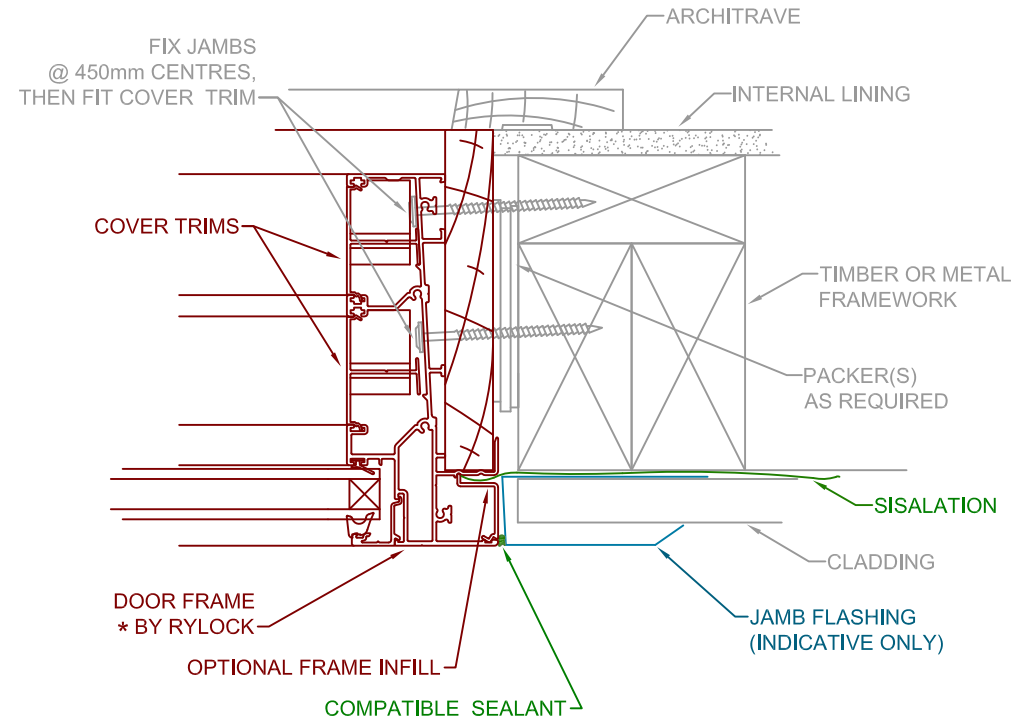 ARCHITRAVE
FIX JAMBS
@ 450mm CENTRES,
THEN FIT COVER TRIM
INTERNAL LINING
COVER TRIMS
TIMBER OR METAL
FRAMEWORK
PACKER(S)
AS REQUIRED
SISALATION
CLADDING
DOOR FRAME
* BY RYLOCK
JAMB FLASHING
(INDICATIVE ONLY)
OPTIONAL FRAME INFILL
COMPATIBLE SEALANT